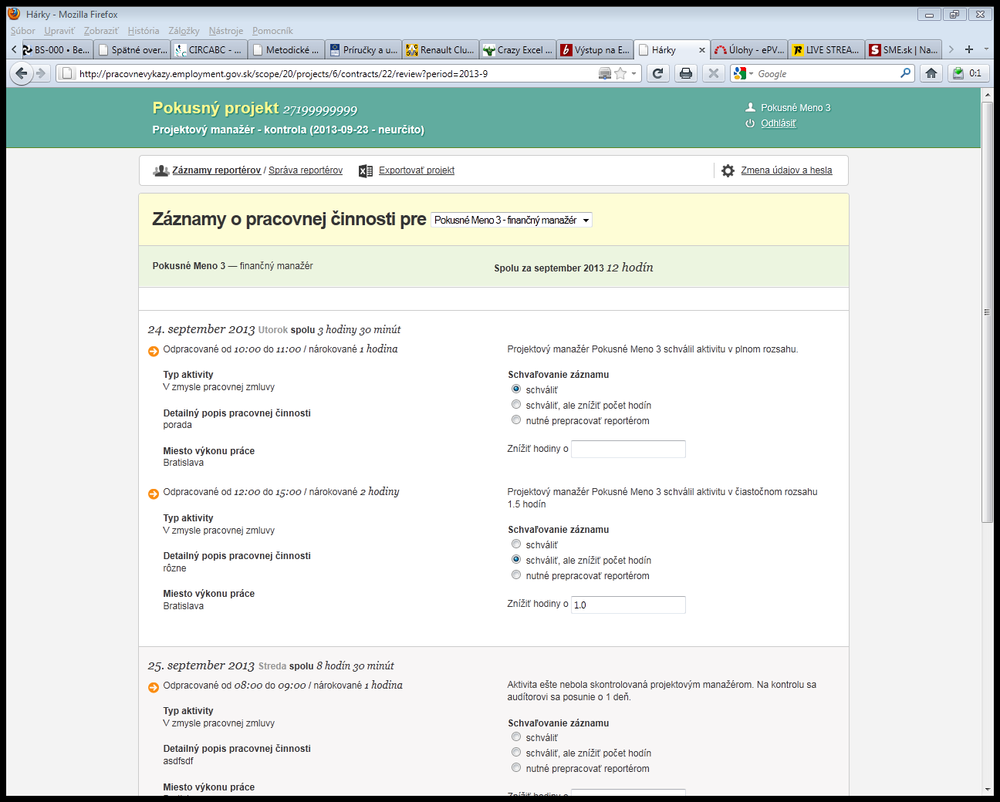 Hárky - Mozilla Firefox
Súbor Upraviť Zobraziť História Záložky Nástroje Pomocník
BS-000 • Be... Spätné over... CIRCABC - ... Metodické ... Príručky a u... Renault Clu... Crazy Excel ... Výstup na E... Hárky Úlohy - ePV... LIVE STREA... SME.sk | Na...
http://pracovnevykazy.employment.gov.sk/scope/20/projects/6/contracts/22/review?period=2013-9 Google 0:1
Pokusný projekt 27199999999
Projektový manažér - kontrola (2013-09-23 - neurčito)
Pokusné Meno 3
Odhlásiť
Záznamy reportérov / Správa reportérov Exportovať projekt Zmena údajov a hesla
Záznamy o pracovnej činnosti pre Pokusné Meno 3 - finančný manažér
Pokusné Meno 3 — finančný manažér Spolu za september 2013 12 hodín
24. september 2013 Utorok spolu 3 hodiny 30 minút
Odpracované od 10:00 do 11:00 / nárokované 1 hodina
Typ aktivity
V zmysle pracovnej zmluvy
Detailný popis pracovnej činnosti
porada
Miesto výkonu práce
Bratislava
Projektový manažér Pokusné Meno 3 schválil aktivitu v plnom rozsahu.
Schvaľovanie záznamu
schváliť
schváliť, ale znížiť počet hodín
nutné prepracovať reportérom
Znížiť hodiny o
Odpracované od 12:00 do 15:00 / nárokované 2 hodiny
Typ aktivity
V zmysle pracovnej zmluvy
Detailný popis pracovnej činnosti
rôzne
Miesto výkonu práce
Bratislava
Projektový manažér Pokusné Meno 3 schválil aktivitu v čiastočnom rozsahu
1.5 hodín
Schvaľovanie záznamu
schváliť
schváliť, ale znížiť počet hodín
nutné prepracovať reportérom
Znížiť hodiny o 1.0
25. september 2013 Streda spolu 8 hodín 30 minút
Odpracované od 08:00 do 09:00 / nárokované 1 hodina
Typ aktivity
V zmysle pracovnej zmluvy
Detailný popis pracovnej činnosti
asdfsdf
Miesto výkonu práce
Aktivita ešte nebola skontrolovaná projektovým manažérom. Na kontrolu sa
audítorovi sa posunie o 1 deň.
Schvaľovanie záznamu
schváliť
schváliť, ale znížiť počet hodín
nutné prepracovať reportérom
Znížiť hodiny o